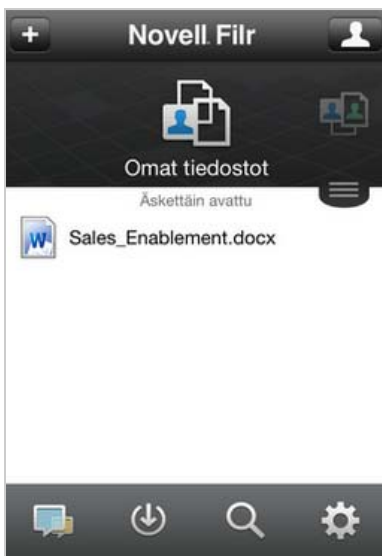 Novell Filr
Omat tiedostot
Äskettäin avattu
Sales_Enablement.docx